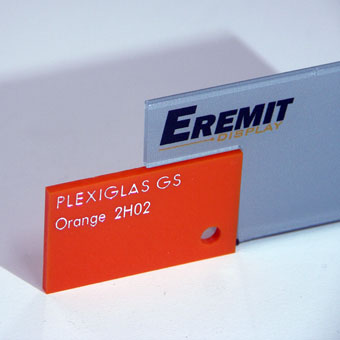 EREMIT
DISPLAY
PLEXIGLAS GS
Orange 2H02